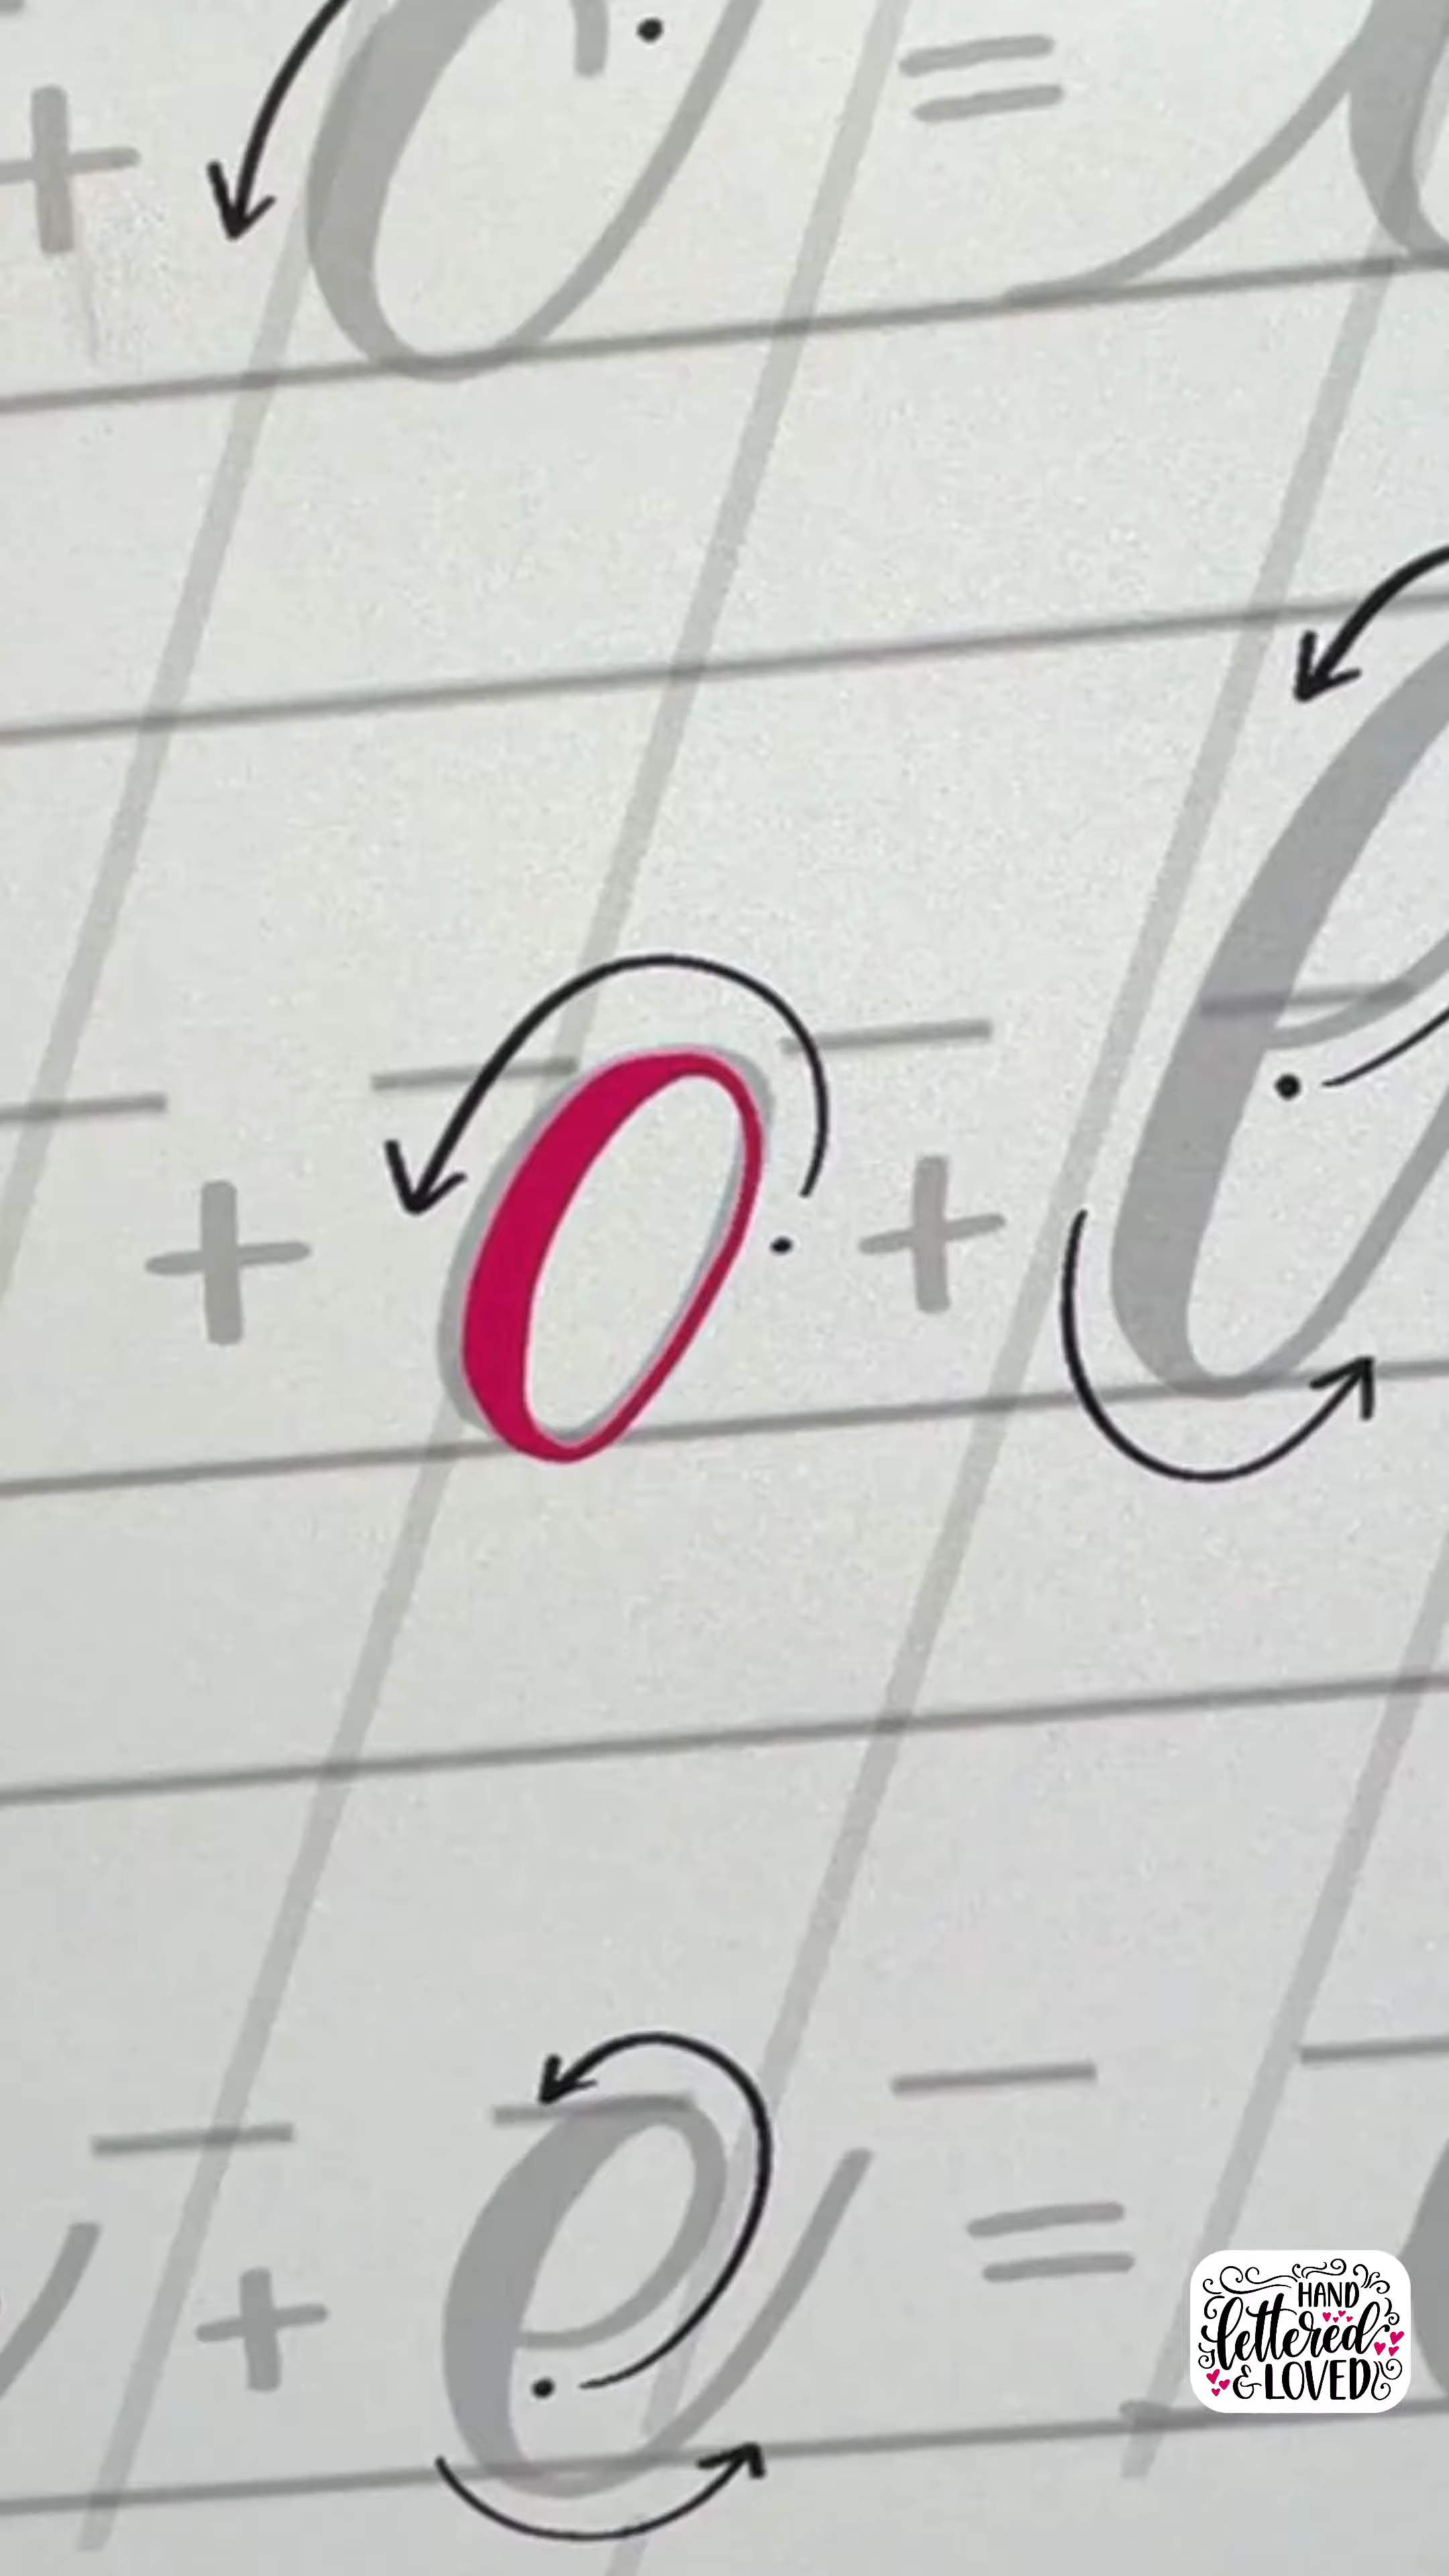 + =
+ o + e
+ e =
HAND
lettered
& LOVED